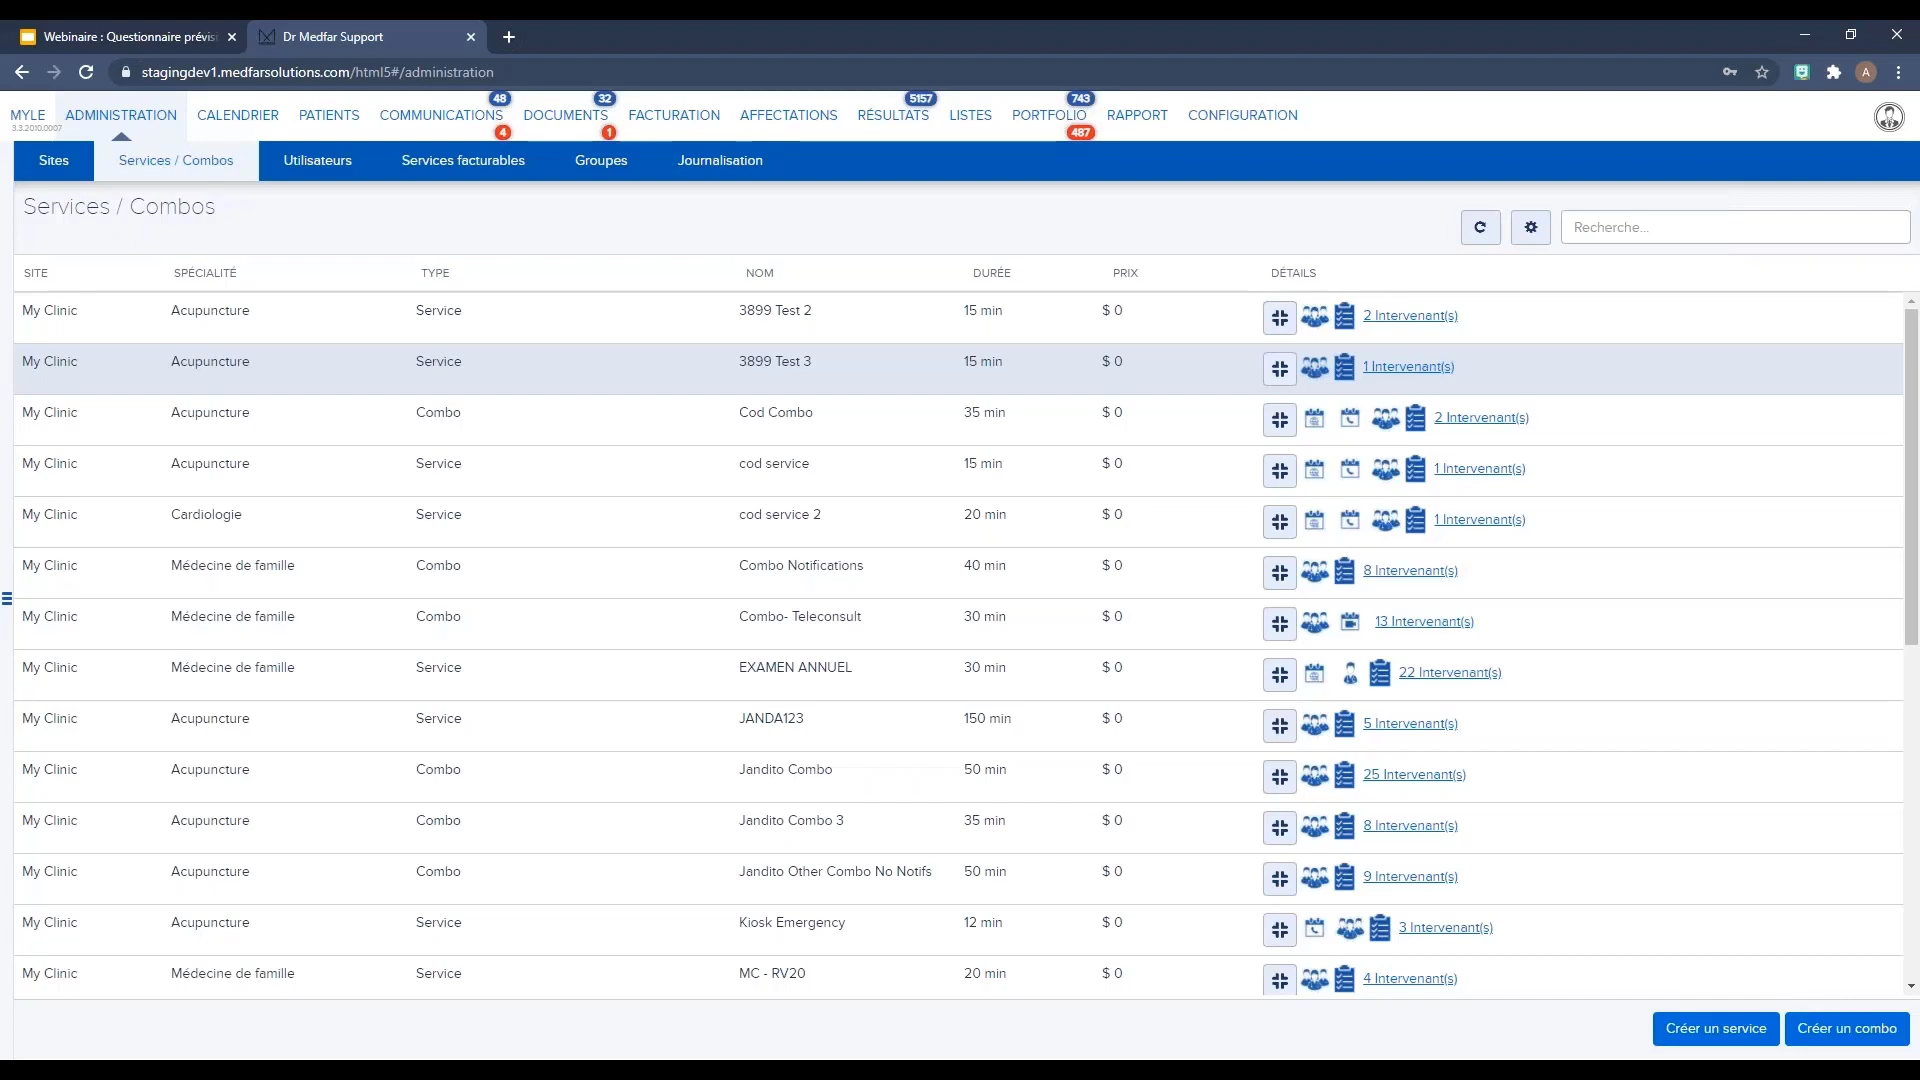 Webinaire : Questionnaire prévis
Dr Medfar Support
stagingdev1.medfarsolutions.com/html5#/administration
A
48 32 5157 743
MYLE ADMINISTRATION CALENDRIER PATIENTS COMMUNICATIONS DOCUMENTS FACTURATION AFFECTATIONS RÉSULTATS LISTES PORTFOLIO RAPPORT CONFIGURATION
3.3.2010.0007
4 1 487
Sites Services / Combos Utilisateurs Services facturables Groupes Journalisation
Services / Combos
Recherche...
SITE SPÉCIALITÉ TYPE NOM DURÉE PRIX DÉTAILS
My Clinic Acupuncture Service 3899 Test 2 15 min $ 0 2 Intervenant(s)
My Clinic Acupuncture Service 3899 Test 3 15 min $ 0 1 Intervenant(s)
My Clinic Acupuncture Combo Cod Combo 35 min $ 0 2 Intervenant(s)
My Clinic Acupuncture Service cod service 15 min $ 0 1 Intervenant(s)
My Clinic Cardiologie Service cod service 2 20 min $ 0 1 Intervenant(s)
My Clinic Médecine de famille Combo Combo Notifications 40 min $ 0 8 Intervenant(s)
My Clinic Médecine de famille Combo Combo- Teleconsult 30 min $ 0 13 Intervenant(s)
My Clinic Médecine de famille Service EXAMEN ANNUEL 30 min $ 0 22 Intervenant(s)
My Clinic Acupuncture Service JANDA123 150 min $ 0 5 Intervenant(s)
My Clinic Acupuncture Combo Jandito Combo 50 min $ 0 25 Intervenant(s)
My Clinic Acupuncture Combo Jandito Combo 3 35 min $ 0 8 Intervenant(s)
My Clinic Acupuncture Combo Jandito Other Combo No Notifs 50 min $ 0 9 Intervenant(s)
My Clinic Acupuncture Service Kiosk Emergency 12 min $ 0 3 Intervenant(s)
My Clinic Médecine de famille Service MC - RV20 20 min $ 0 4 Intervenant(s)
Créer un service Créer un combo